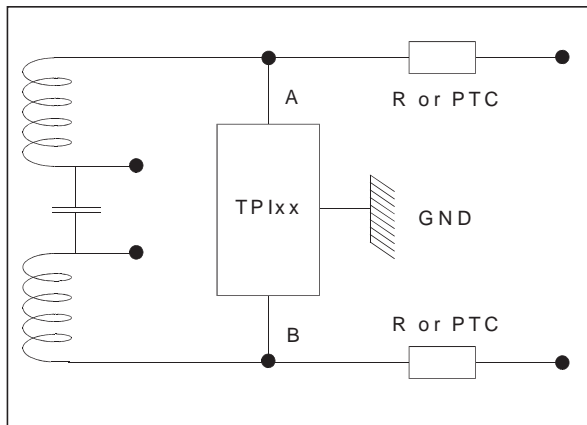 A
R or PTC
TPIxx
GND
B
R or PTC